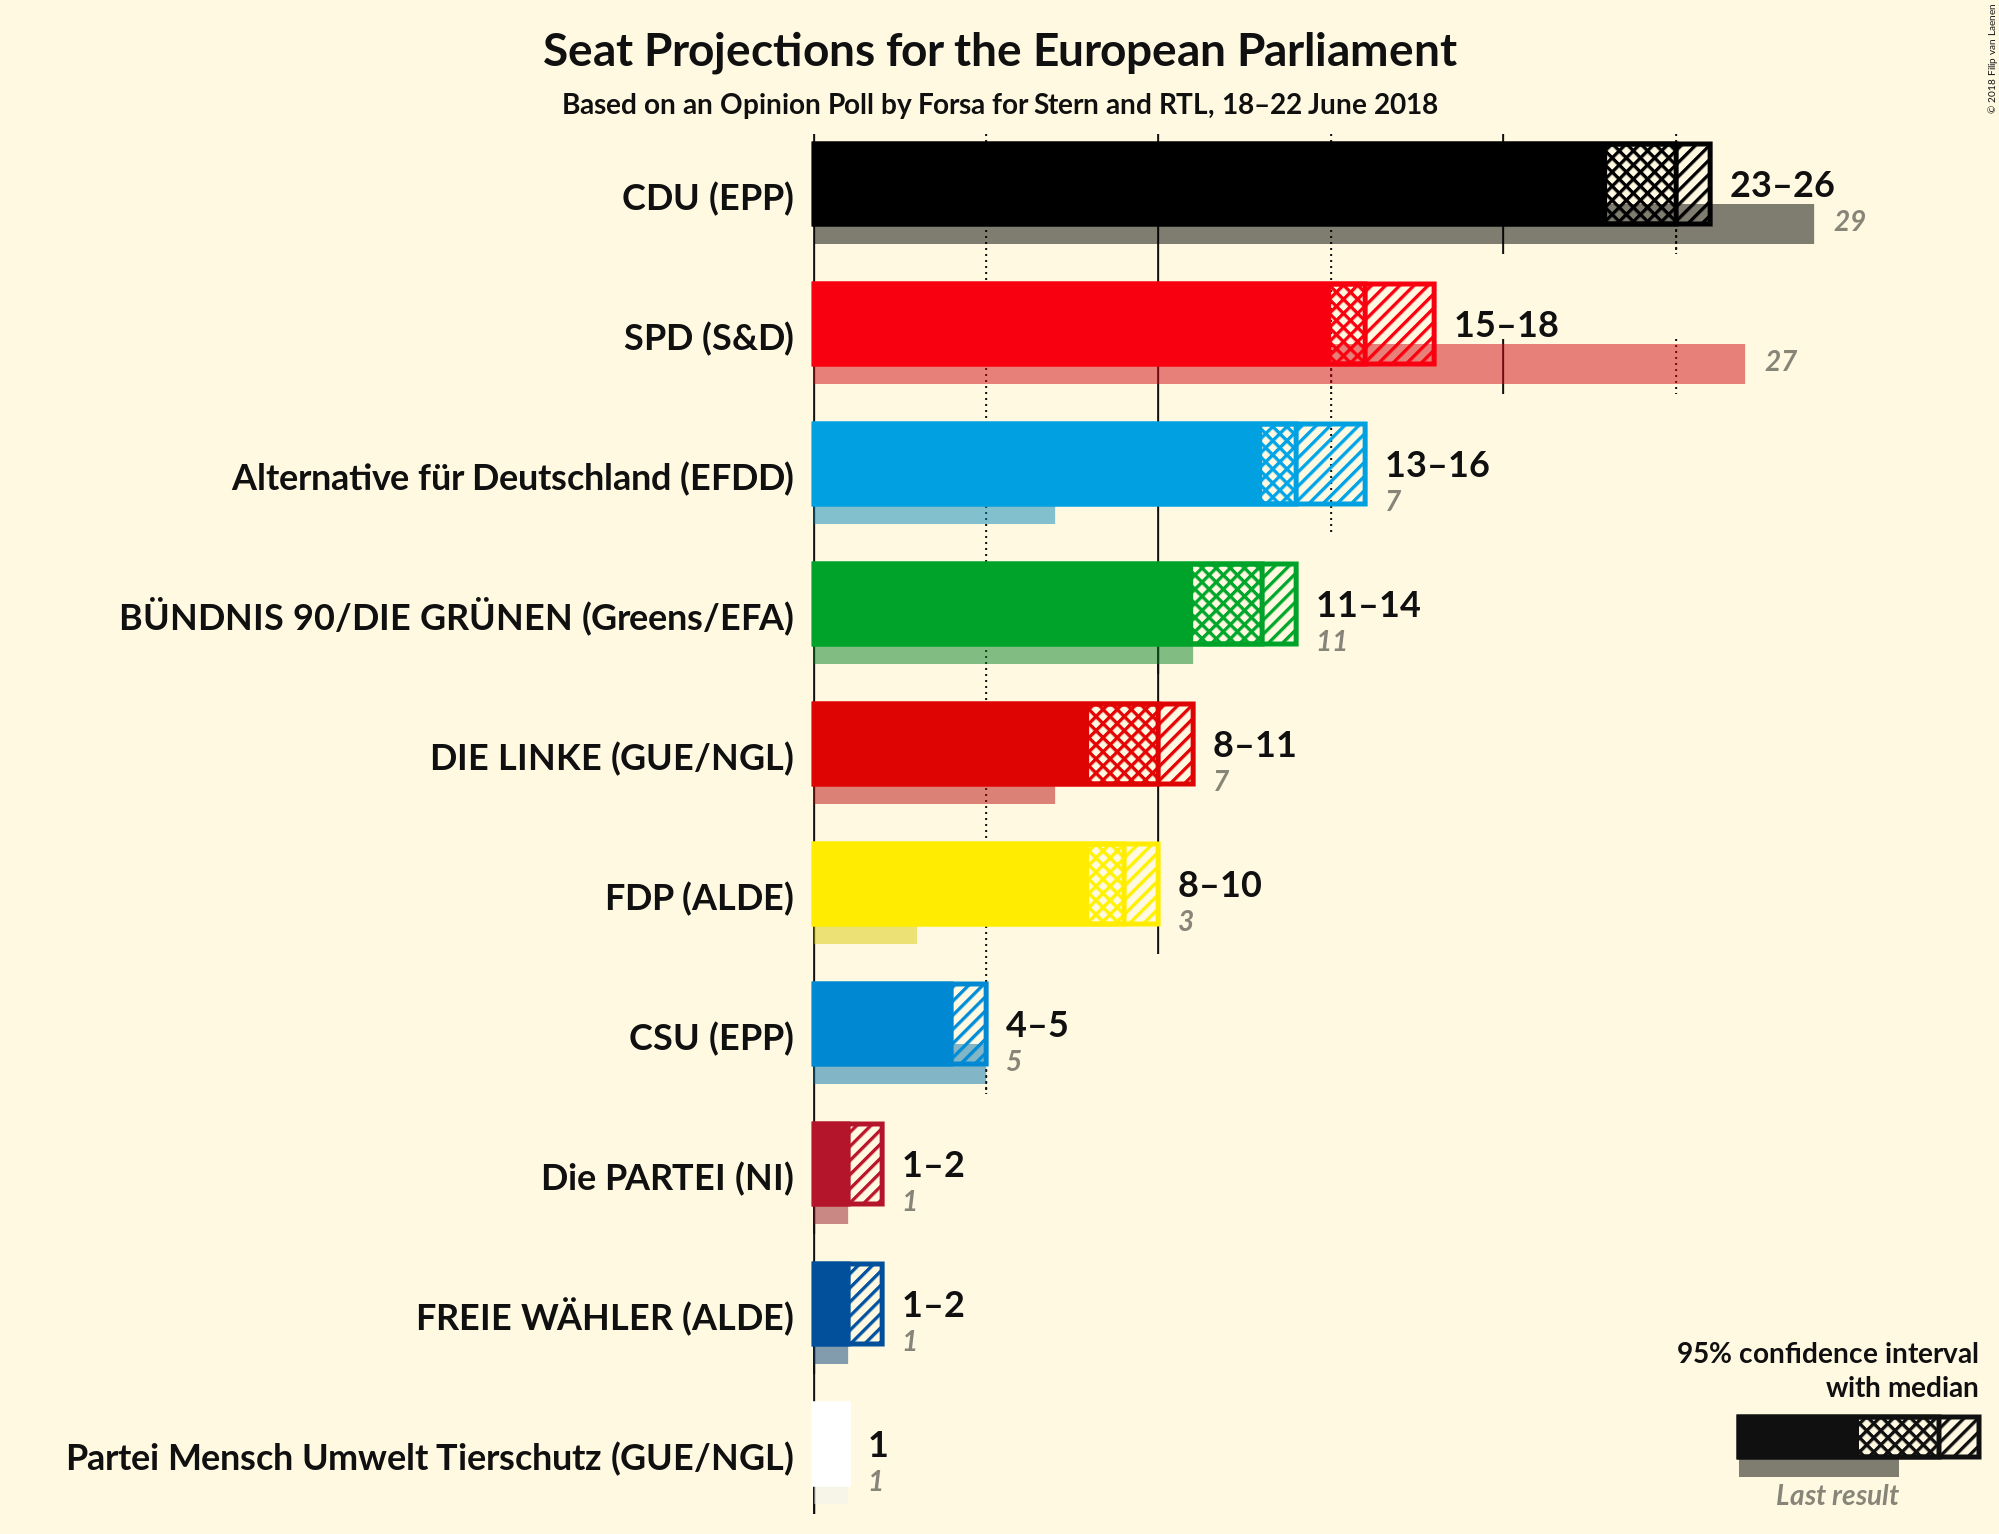 Seat Projections for the European Parliament
Based on an Opinion Poll by Forsa for Stern and RTL, 18–22 June 2018
© 2018 Filip van Laenen
CDU (EPP)
23–26
29
SPD (S&D)
15–18
27
Alternative für Deutschland (EFDD)
13–16
7
BÜNDNIS 90/DIE GRÜNEN (Greens/EFA)
11–14
11
DIE LINKE (GUE/NGL)
8–11
7
FDP (ALDE)
8–10
3
CSU (EPP)
4–5
5
Die PARTEI (NI)
1–2
1
FREIE WÄHLER (ALDE)
1–2
1
Partei Mensch Umwelt Tierschutz (GUE/NGL)
1
1
95% confidence interval
with median
Last result